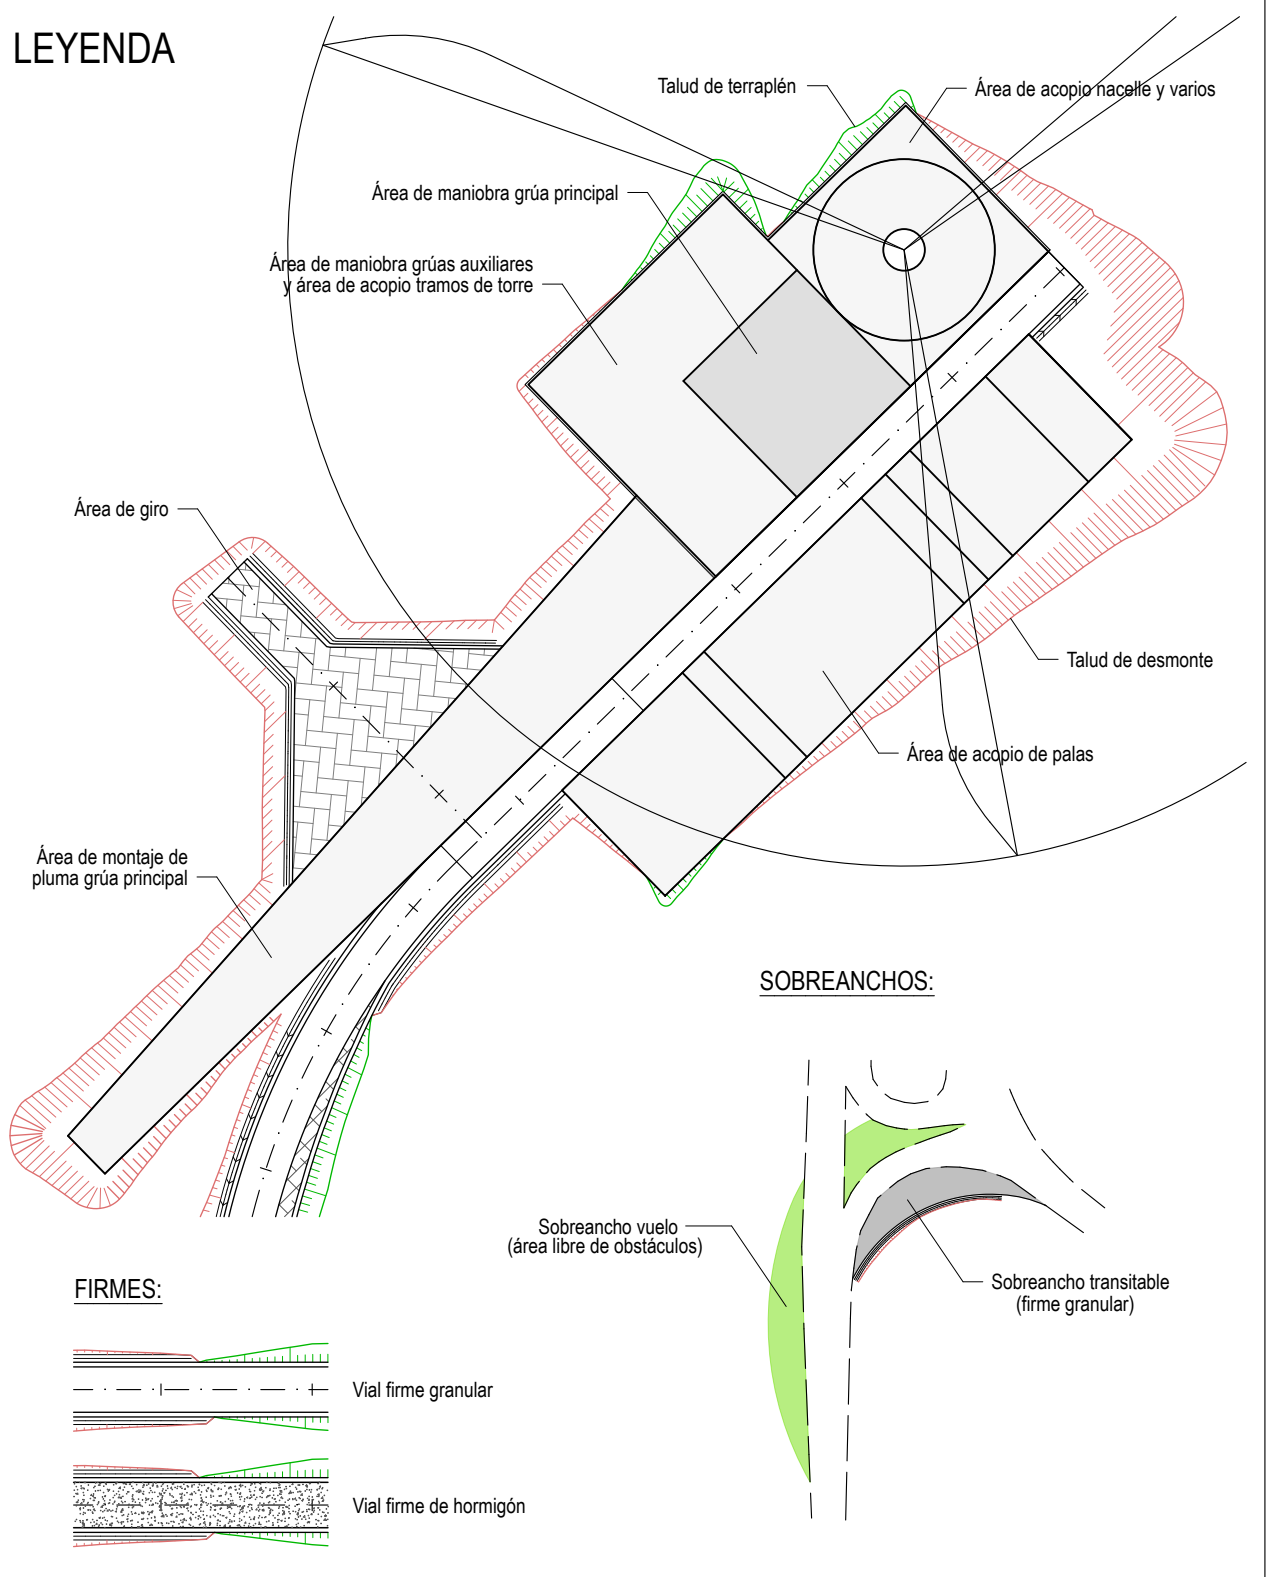 LEYENDA
Talud de terraplén
Área de acopio nacelle y varios
Área de maniobra grúa principal
Área de maniobra grúas auxiliares
y área de acopio tramos de torre
Área de giro
Talud de desmonte
Área de acopio de palas
Área de montaje de
pluma grúa principal
SOBREANCHOS:
Sobreancho vuelo
(área libre de obstáculos)
Sobreancho transitable
(firme granular)
FIRMES:
Vial firme granular
Vial firme de hormigón